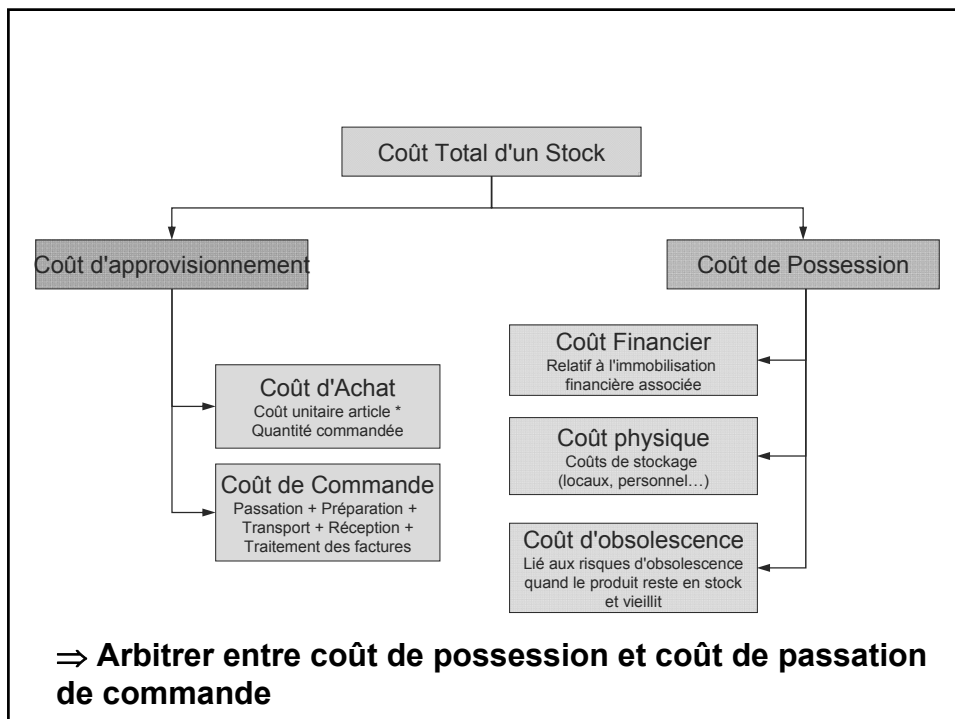 Coût Total d'un Stock
Coût d'approvisionnement
Coût d'Achat
Coût unitaire article *
Quantité commandée
Coût de Commande
Passation + Préparation +
Transport + Réception +
Traitement des factures
Coût de Possession
Coût Financier
Relatif à l'immobilisation
financière associée
Coût physique
Coûts de stockage
(locaux, personnel…)
Coût d'obsolescence
Lié aux risques d'obsolescence
quand le produit reste en stock
et vieillit
⇒ Arbitrer entre coût de possession et coût de passation
de commande